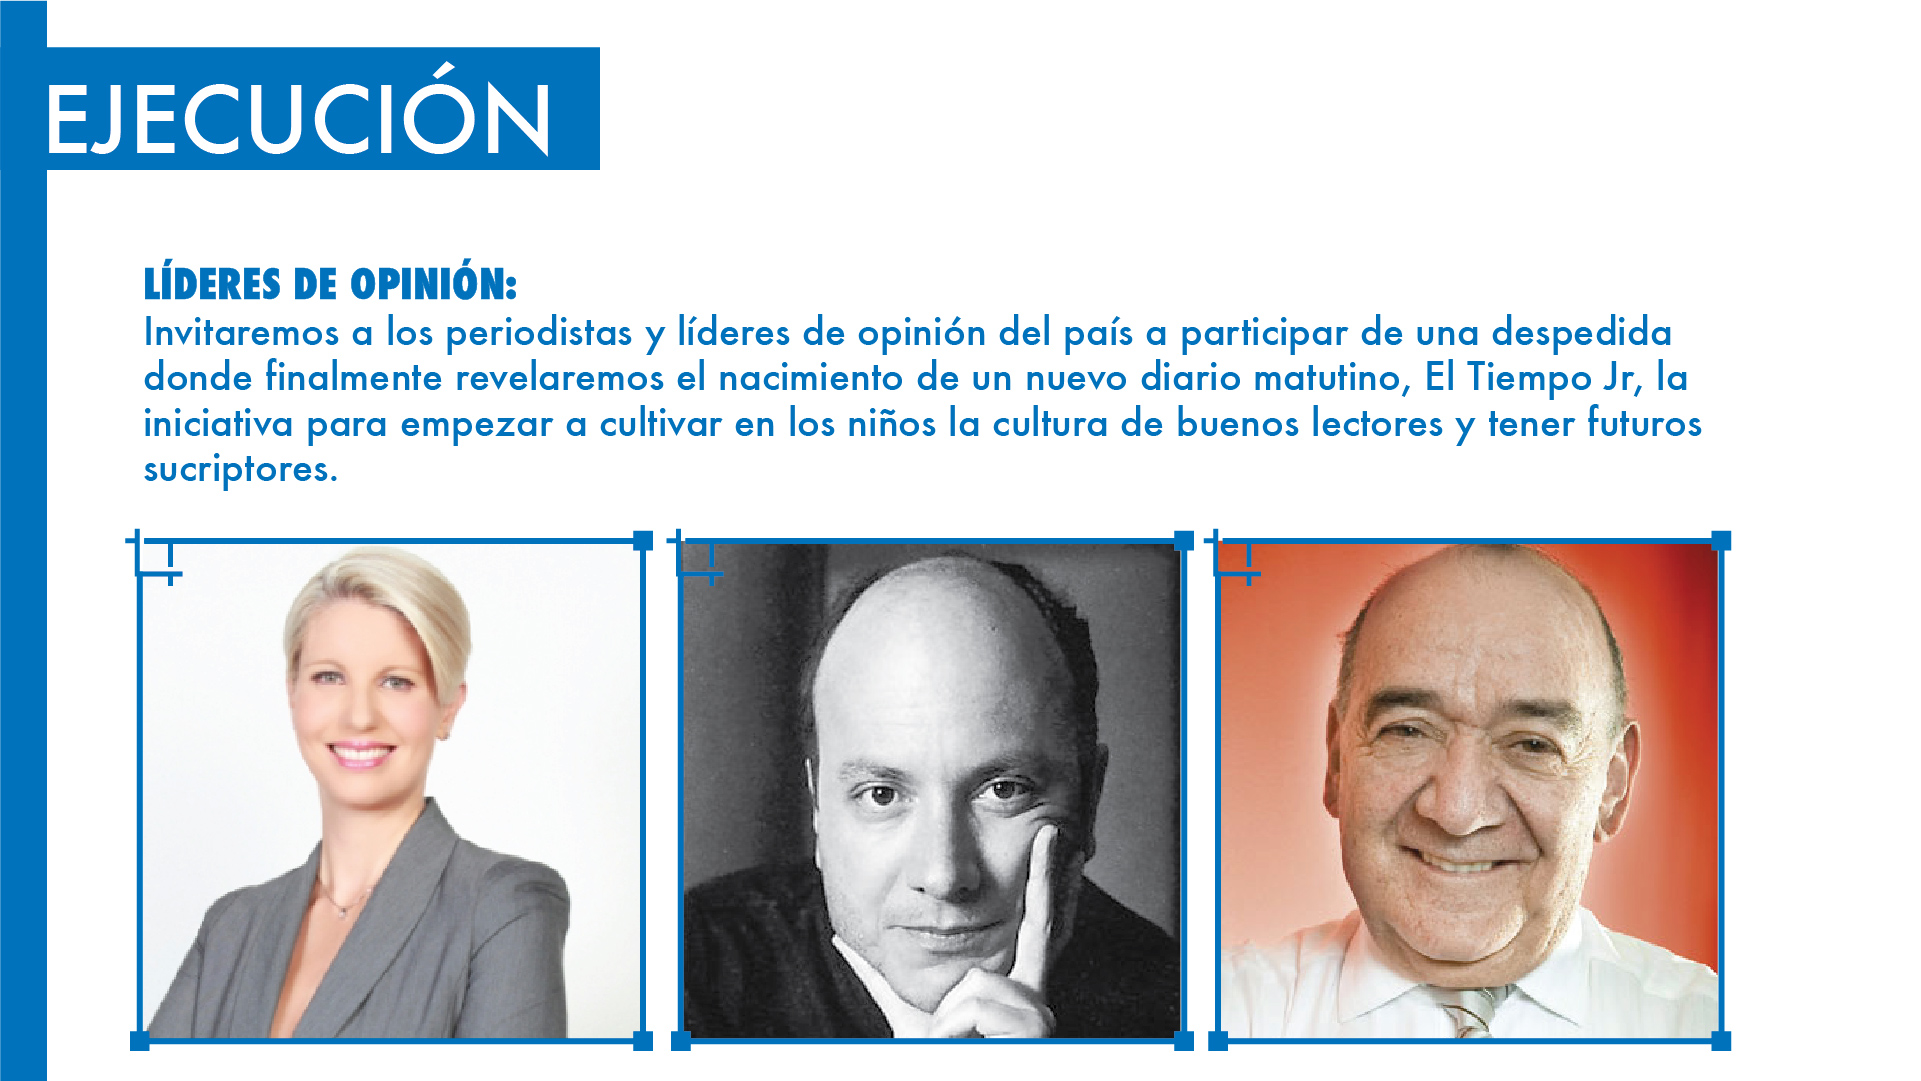 EJECUCIÓN
LÍDERES DE OPINIÓN:
Invitaremos a los periodistas y líderes de opinión del país a participar de una despedida
donde finalmente revelaremos el nacimiento de un nuevo diario matutino, El Tiempo Jr, la
iniciativa para empezar a cultivar en los niños la cultura de buenos lectores y tener futuros
sucriptores.